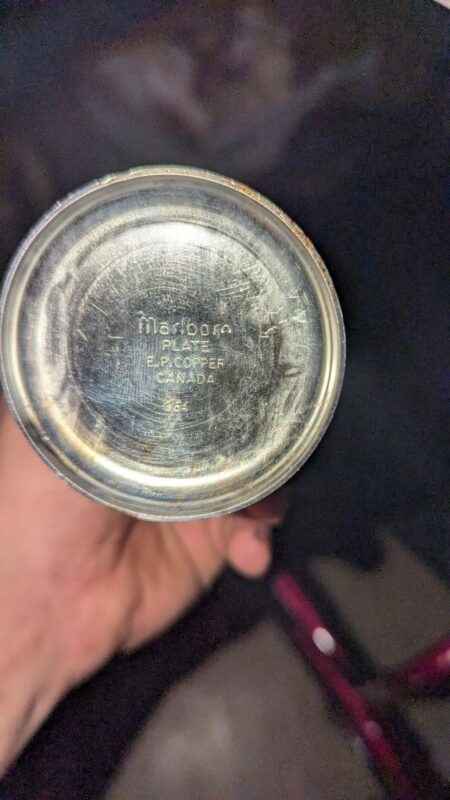 Marlboro
PLATE
E.P. COPPER
CANADA